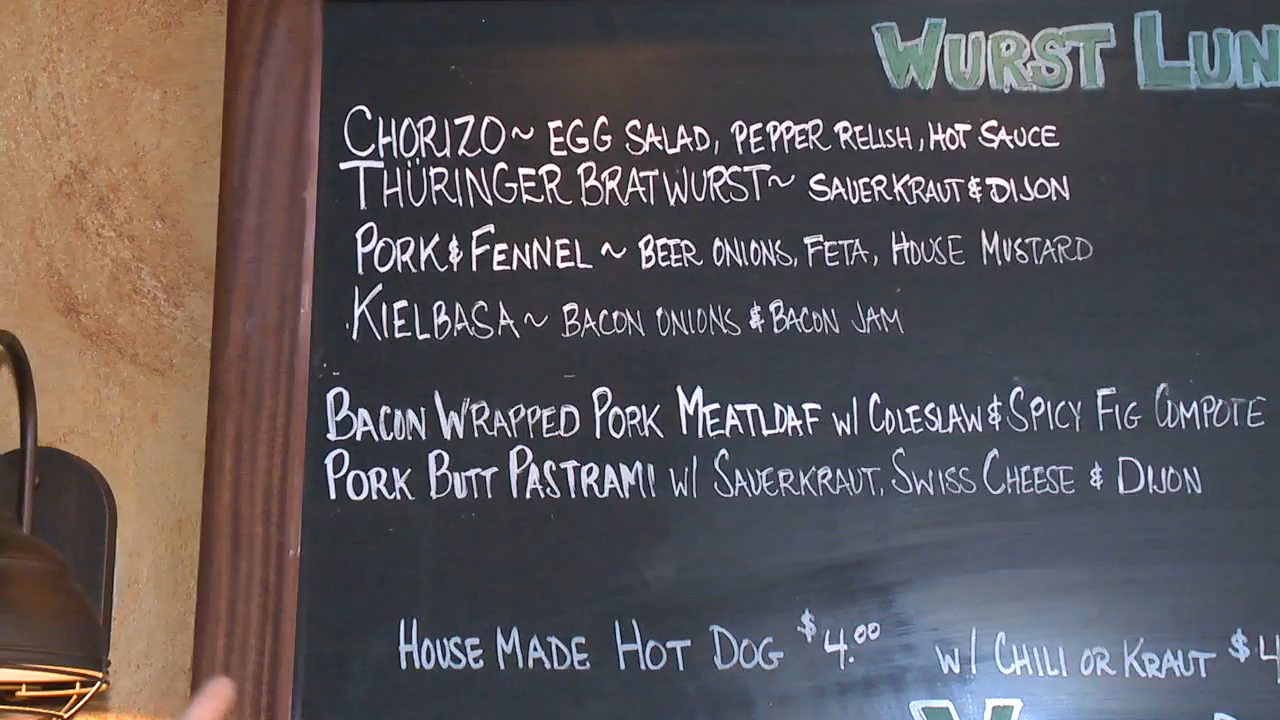 WURST LUN
CHORIZO ~ EGG SALAD, PEPPER RELISH, HOT SAUCE
THÜRINGER BRATWURST ~ SAUERKRAUT & DIJON
PORK & FENNEL ~ BEER ONIONS, FETA, HOUSE MUSTARD
KIELBASA ~ BACON ONIONS & BACON JAM
BACON WRAPPED PORK MEATLOAF w/ COLESLAW & SPICY FIG COMPOTE
PORK BUTT PASTRAMI w/ SAUERKRAUT, SWISS CHEESE & DIJON
HOUSE MADE HOT DOG $4.00 w/ CHILI OR KRAUT $4